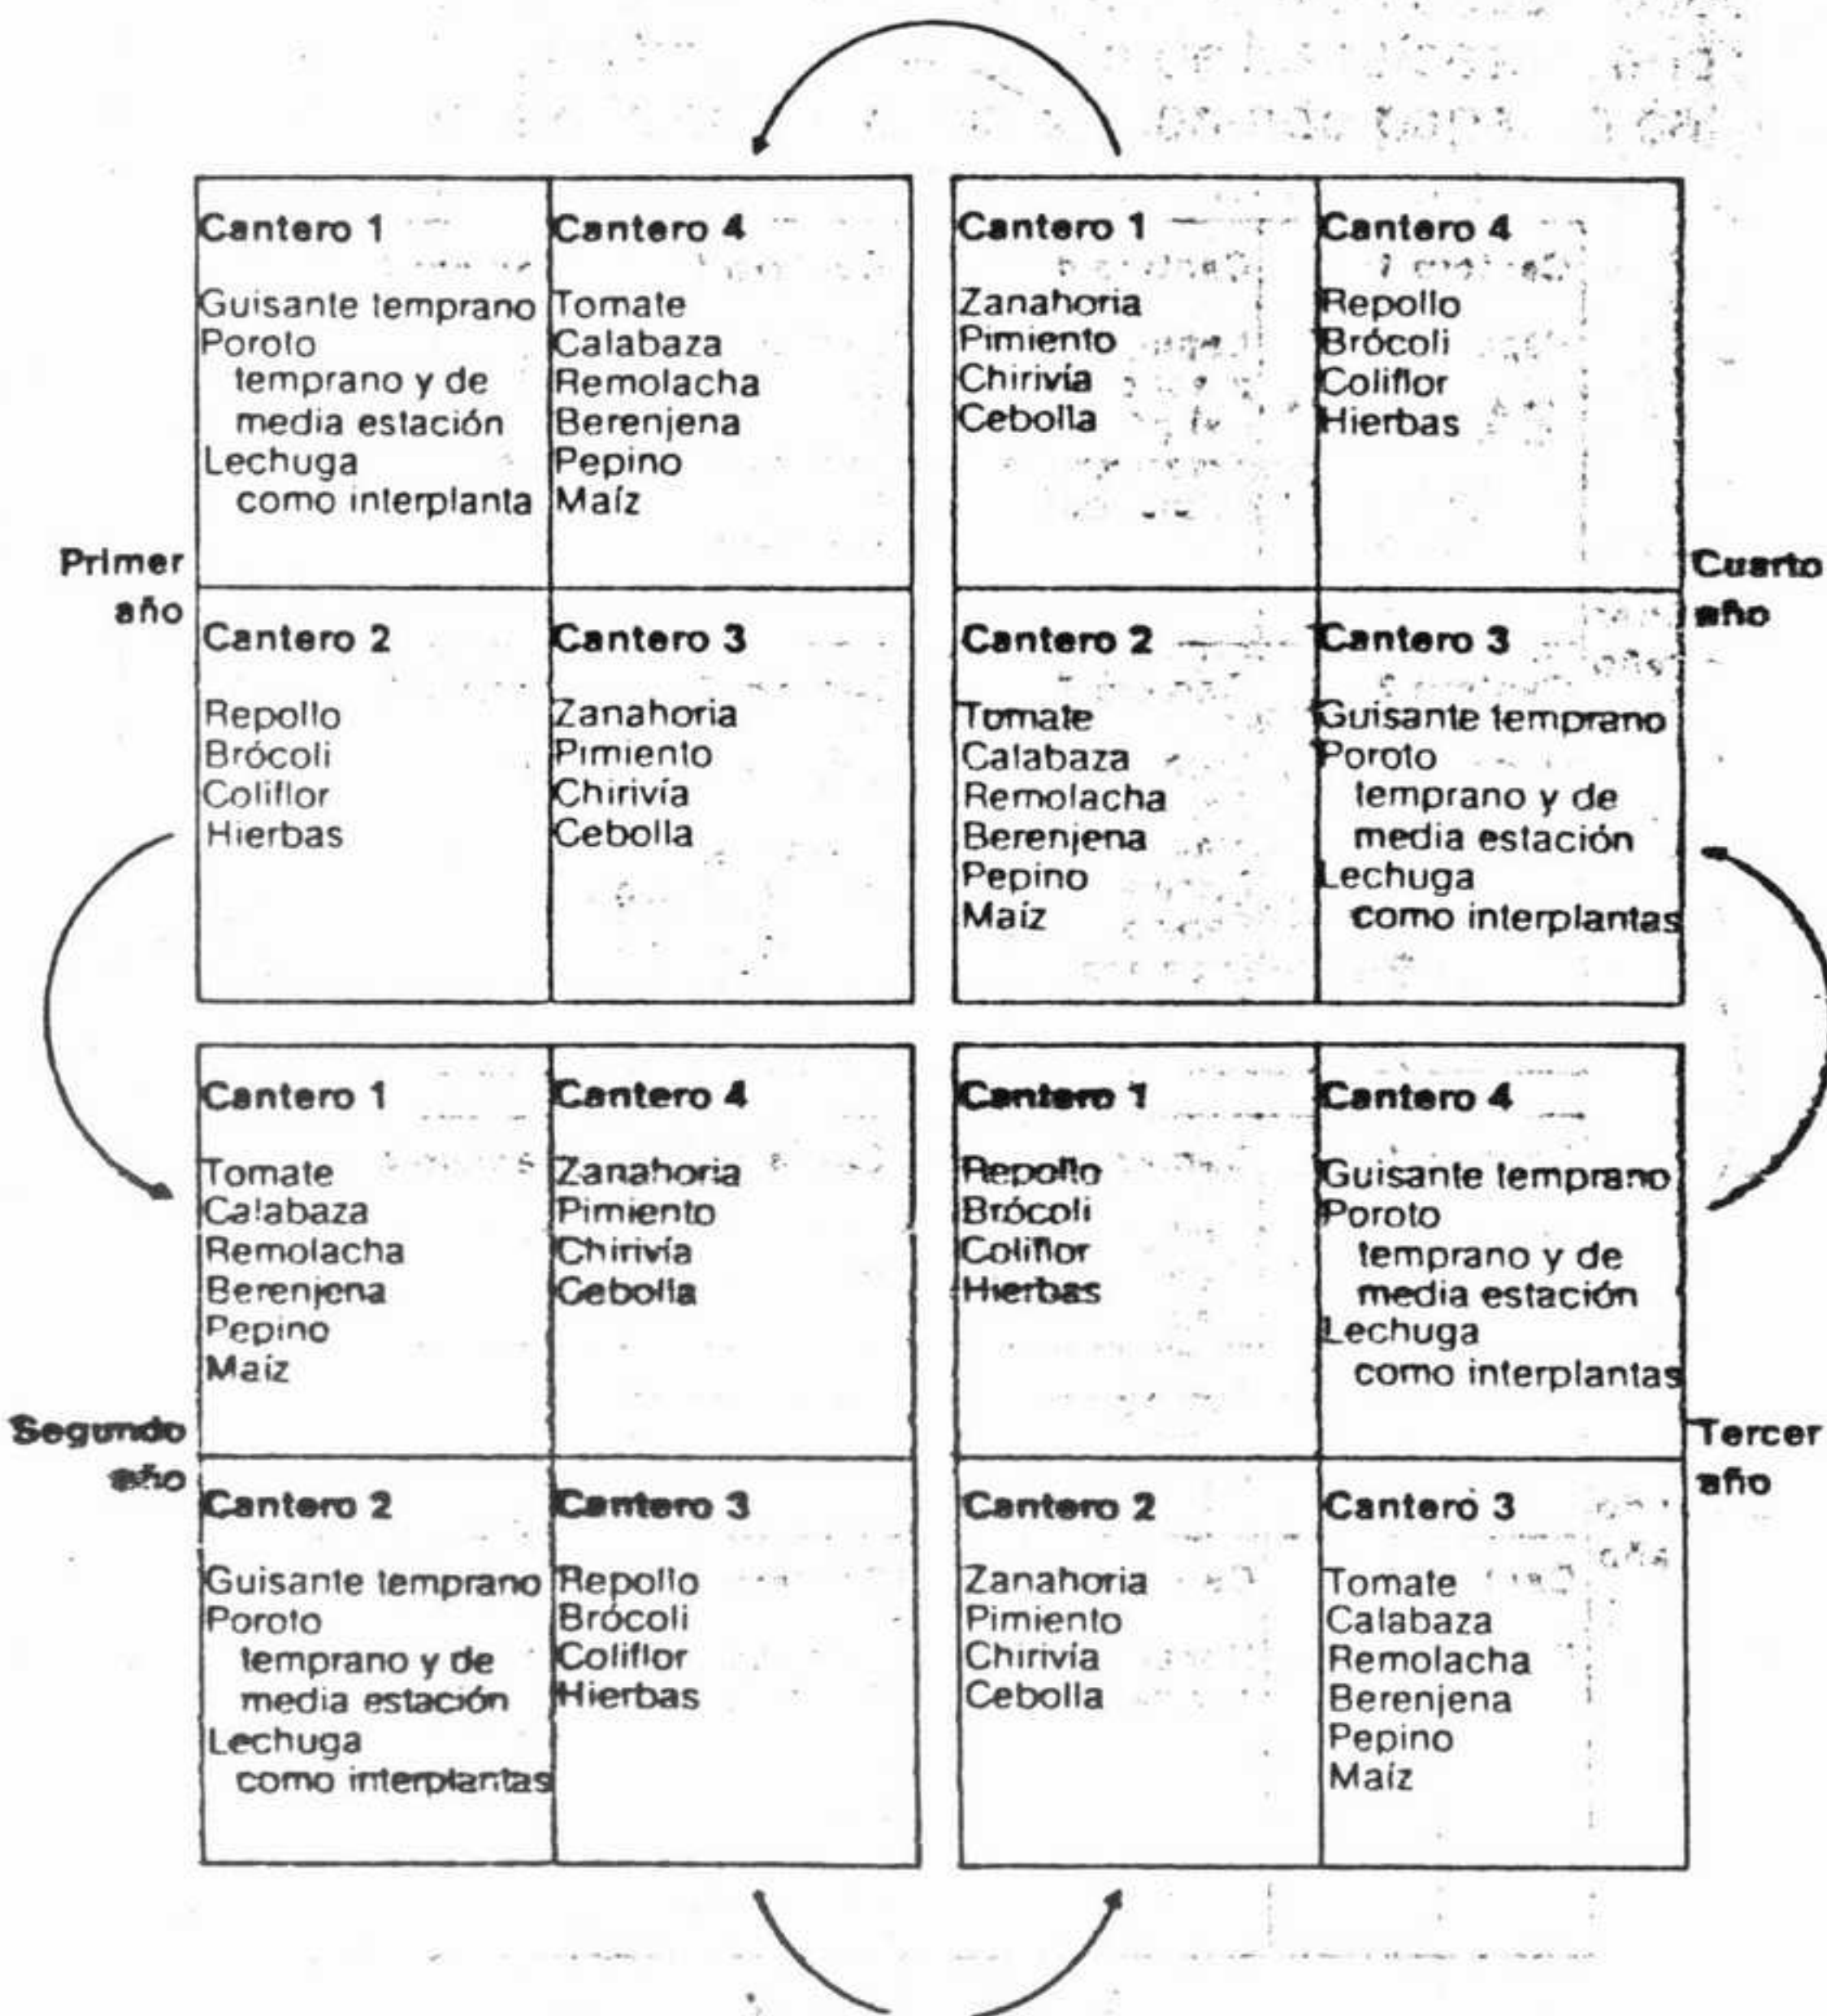 Primer
año
Cantero 1
Guisante temprano
Poroto
temprano y de
media estación
Lechuga
como interplanta
Cantero 4
Tomate
Calabaza
Remolacha
Berenjena
Pepino
Maíz
Cantero 2
Repollo
Brócoli
Coliflor
Hierbas
Cantero 3
Zanahoria
Pimiento
Chirivía
Cebolla
Cuarto
año
Cantero 1
Zanahoria
Pimiento
Chirivía
Cebolla
Cantero 4
Repollo
Brócoli
Coliflor
Hierbas
Cantero 2
Tomate
Calabaza
Remolacha
Berenjena
Pepino
Maíz
Cantero 3
Guisante temprano
Poroto
temprano y de
media estación
Lechuga
como interplantas
Segundo
año
Cantero 1
Tomate
Calabaza
Remolacha
Berenjena
Pepino
Maíz
Cantero 4
Zanahoria
Pimiento
Chirivía
Cebolla
Cantero 2
Guisante temprano
Poroto
temprano y de
media estación
Lechuga
como interplantas
Cantero 3
Repollo
Brócoli
Coliflor
Hierbas
Tercer
año
Cantero 1
Repollo
Brócoli
Coliflor
Hierbas
Cantero 4
Guisante temprano
Poroto
temprano y de
media estación
Lechuga
como interplantas
Cantero 2
Zanahoria
Pimiento
Chirivía
Cebolla
Cantero 3
Tomate
Calabaza
Remolacha
Berenjena
Pepino
Maíz